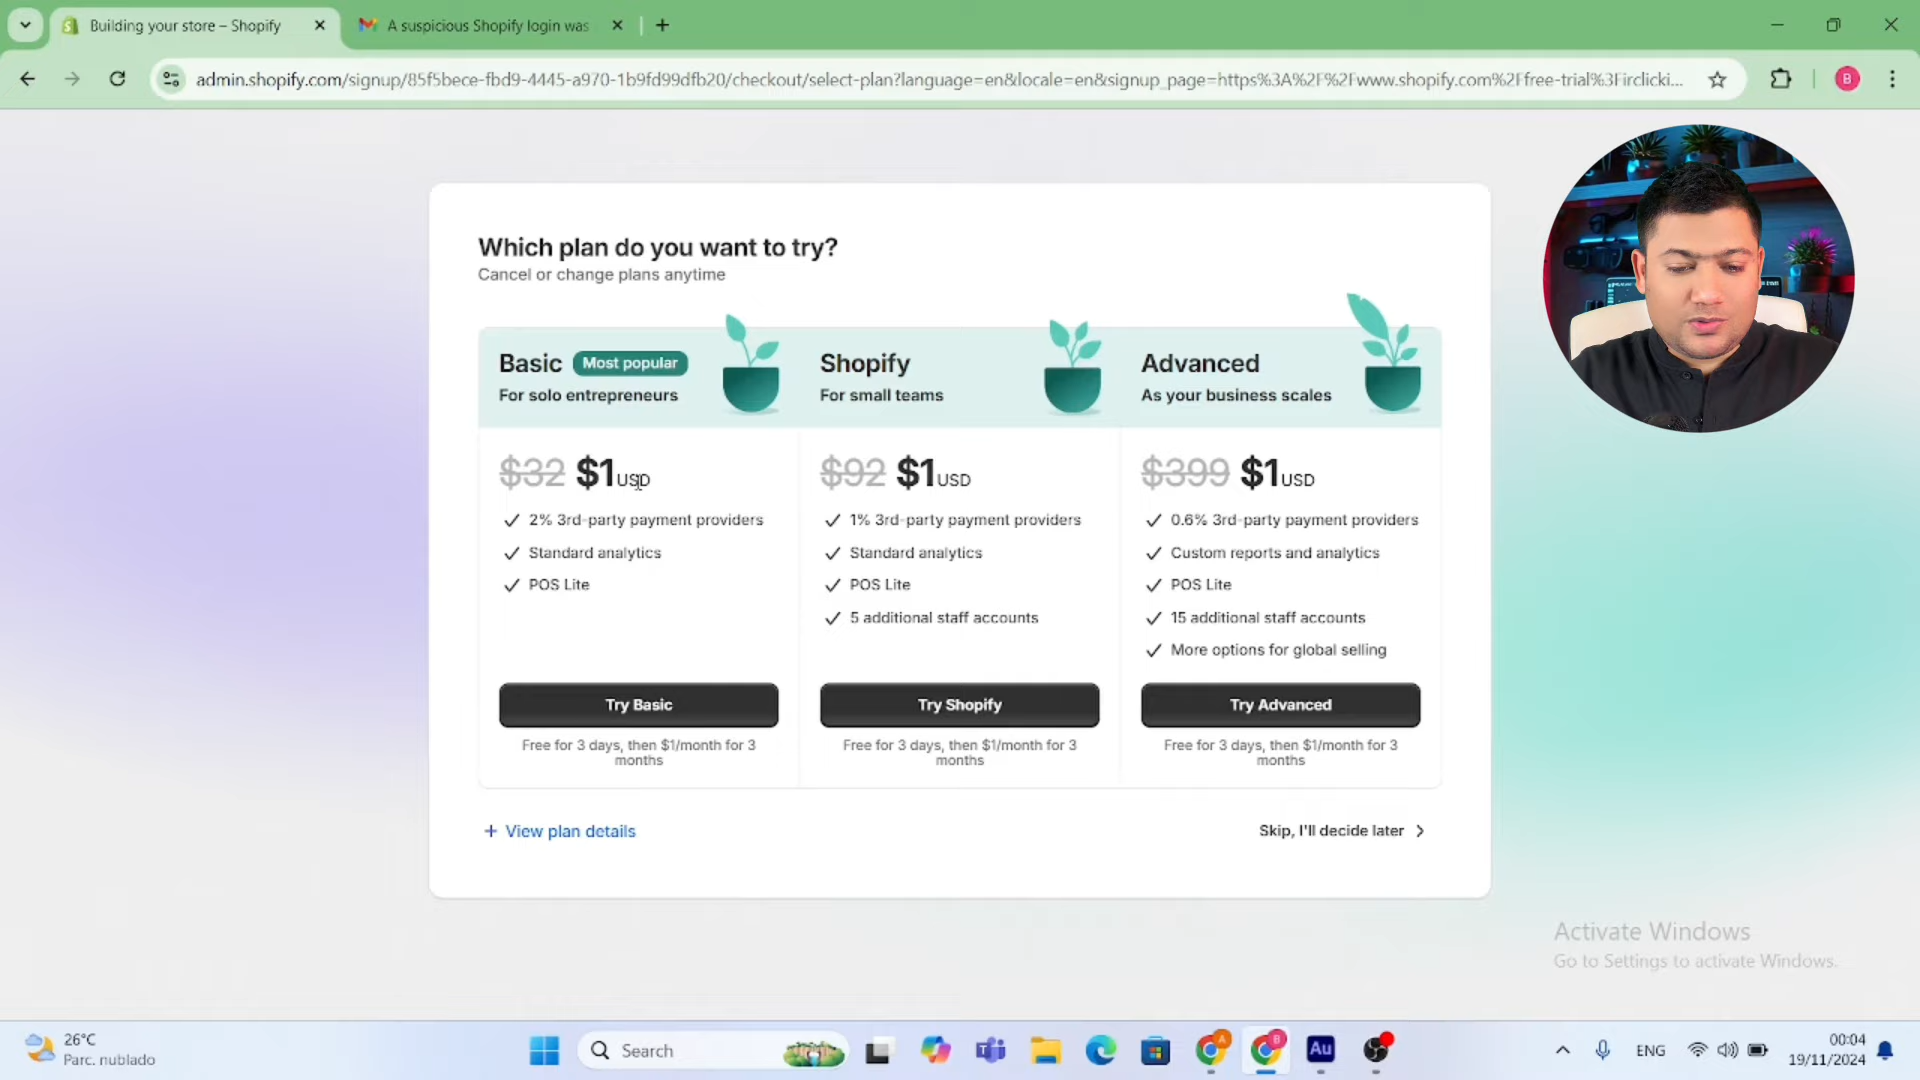 Building your store – Shopify
A suspicious Shopify login was
admin.shopify.com/signup/85f5bece-fbd9-4445-a970-1b9fd99dfb20/checkout/select-plan?language=en&locale=en&signup_page=https%3A%2F%2Fwww.shopify.com%2Ffree-trial%3Firclicki...
B
Which plan do you want to try?
Cancel or change plans anytime
Basic Most popular
For solo entrepreneurs
$32 $1 USD
2% 3rd-party payment providers
Standard analytics
POS Lite
Try Basic
Free for 3 days, then $1/month for 3
months
Shopify
For small teams
$92 $1 USD
1% 3rd-party payment providers
Standard analytics
POS Lite
5 additional staff accounts
Try Shopify
Free for 3 days, then $1/month for 3
months
Advanced
As your business scales
$399 $1 USD
0.6% 3rd-party payment providers
Custom reports and analytics
POS Lite
15 additional staff accounts
More options for global selling
Try Advanced
Free for 3 days, then $1/month for 3
months
+ View plan details
Skip, I'll decide later
Activate Windows
Go to Settings to activate Windows.
26°C
Parc. nublado
Search
A
B
Au
ENG
00:04
19/11/2024